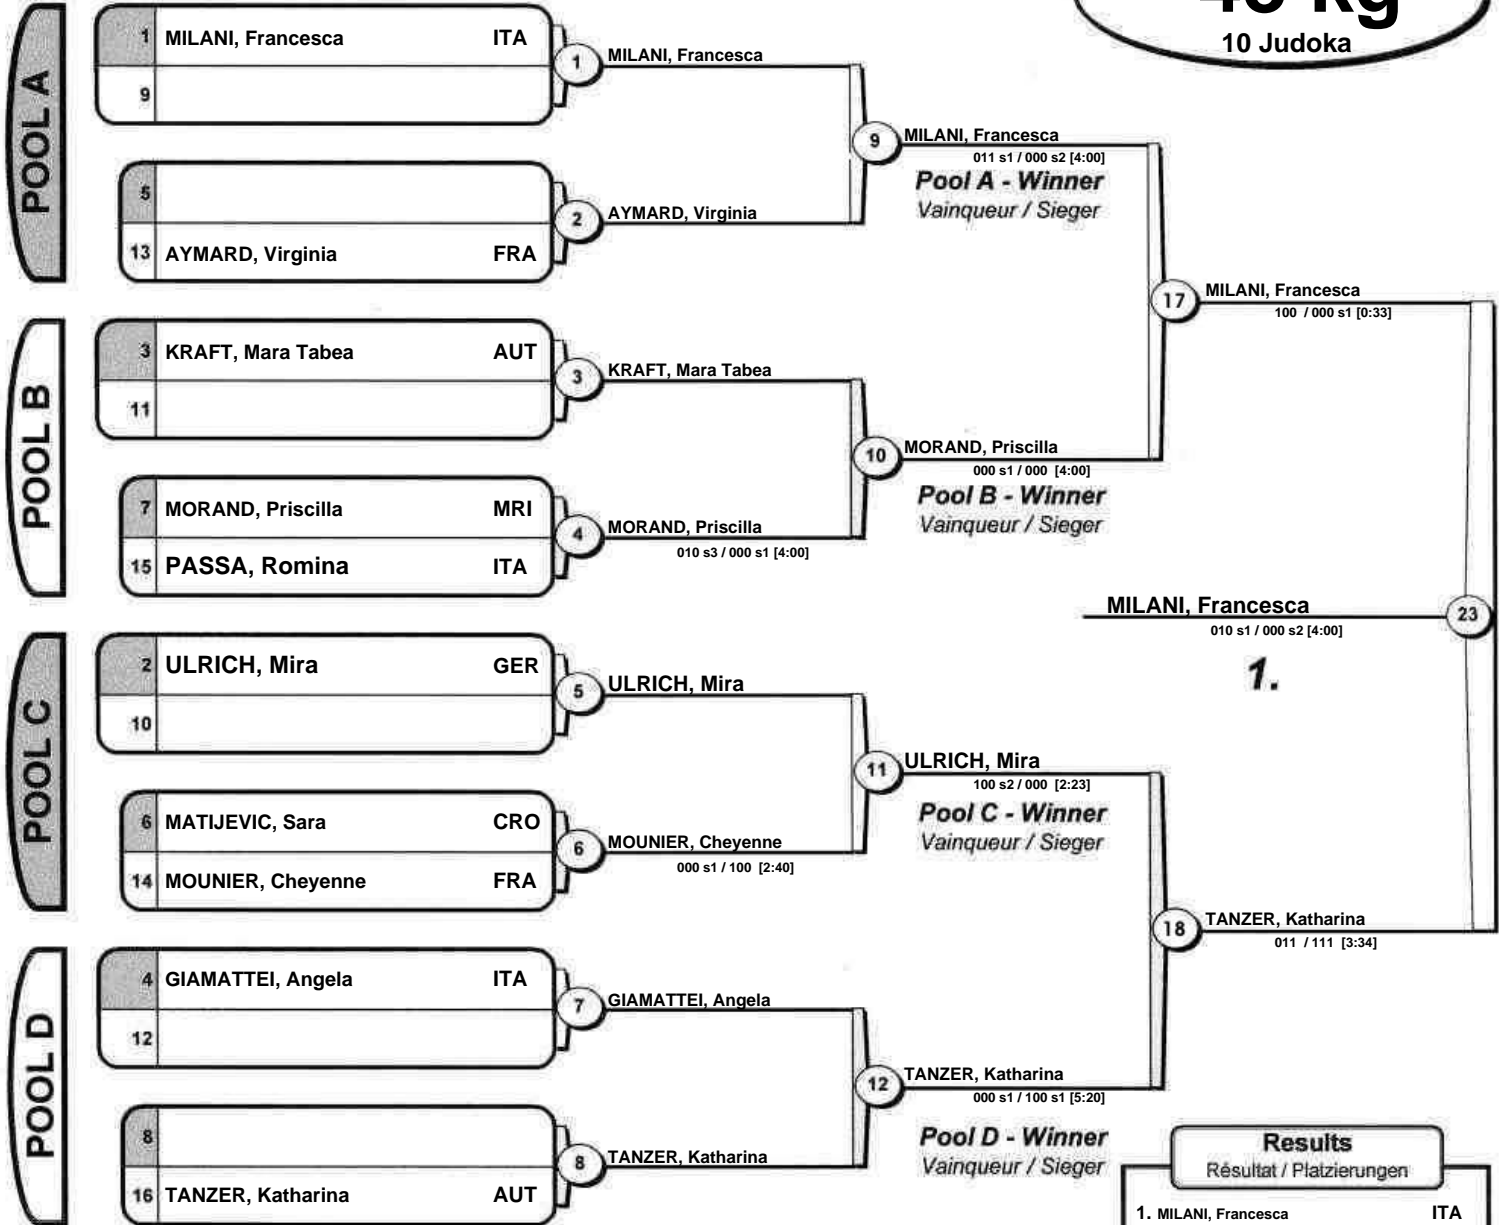 48 kg
10 Judoka
POOL A
1 MILANI, Francesca ITA
9
5
13 AYMARD, Virginia FRA
1 MILANI, Francesca
2 AYMARD, Virginia
9 MILANI, Francesca
011 s1 / 000 s2 [4:00]
Pool A - Winner
Vainqueur / Sieger
POOL B
3 KRAFT, Mara Tabea AUT
11
7 MORAND, Priscilla MRI
15 PASSA, Romina ITA
3 KRAFT, Mara Tabea
4 MORAND, Priscilla
010 s3 / 000 s1 [4:00]
10 MORAND, Priscilla
000 s1 / 000 [4:00]
Pool B - Winner
Vainqueur / Sieger
17 MILANI, Francesca
100 / 000 s1 [0:33]
MILANI, Francesca 23
010 s1 / 000 s2 [4:00]
1.
POOL C
2 ULRICH, Mira GER
10
6 MATIJEVIC, Sara CRO
14 MOUNIER, Cheyenne FRA
5 ULRICH, Mira
6 MOUNIER, Cheyenne
000 s1 / 100 [2:40]
11 ULRICH, Mira
100 s2 / 000 [2:23]
Pool C - Winner
Vainqueur / Sieger
POOL D
4 GIAMATTEI, Angela ITA
12
8
16 TANZER, Katharina AUT
7 GIAMATTEI, Angela
8 TANZER, Katharina
12 TANZER, Katharina
000 s1 / 100 s1 [5:20]
Pool D - Winner
Vainqueur / Sieger
18 TANZER, Katharina
011 / 111 [3:34]
Results
Résultat / Platzierungen
1. MILANI, Francesca ITA